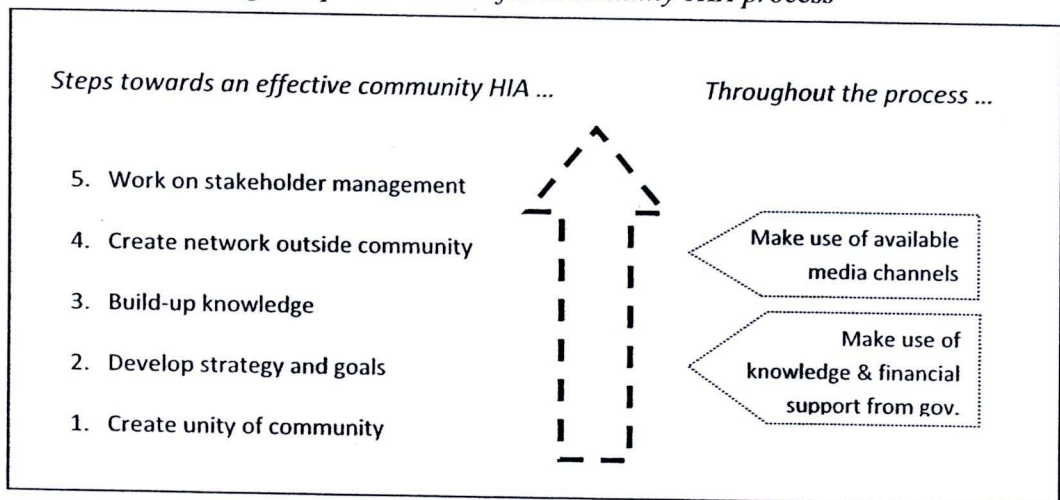 HIA process
Steps towards an effective community HIA ...
Throughout the process ...
5. Work on stakeholder management
4. Create network outside community
3. Build-up knowledge
2. Develop strategy and goals
1. Create unity of community
Make use of available
media channels
Make use of
knowledge & financial
support from gov.